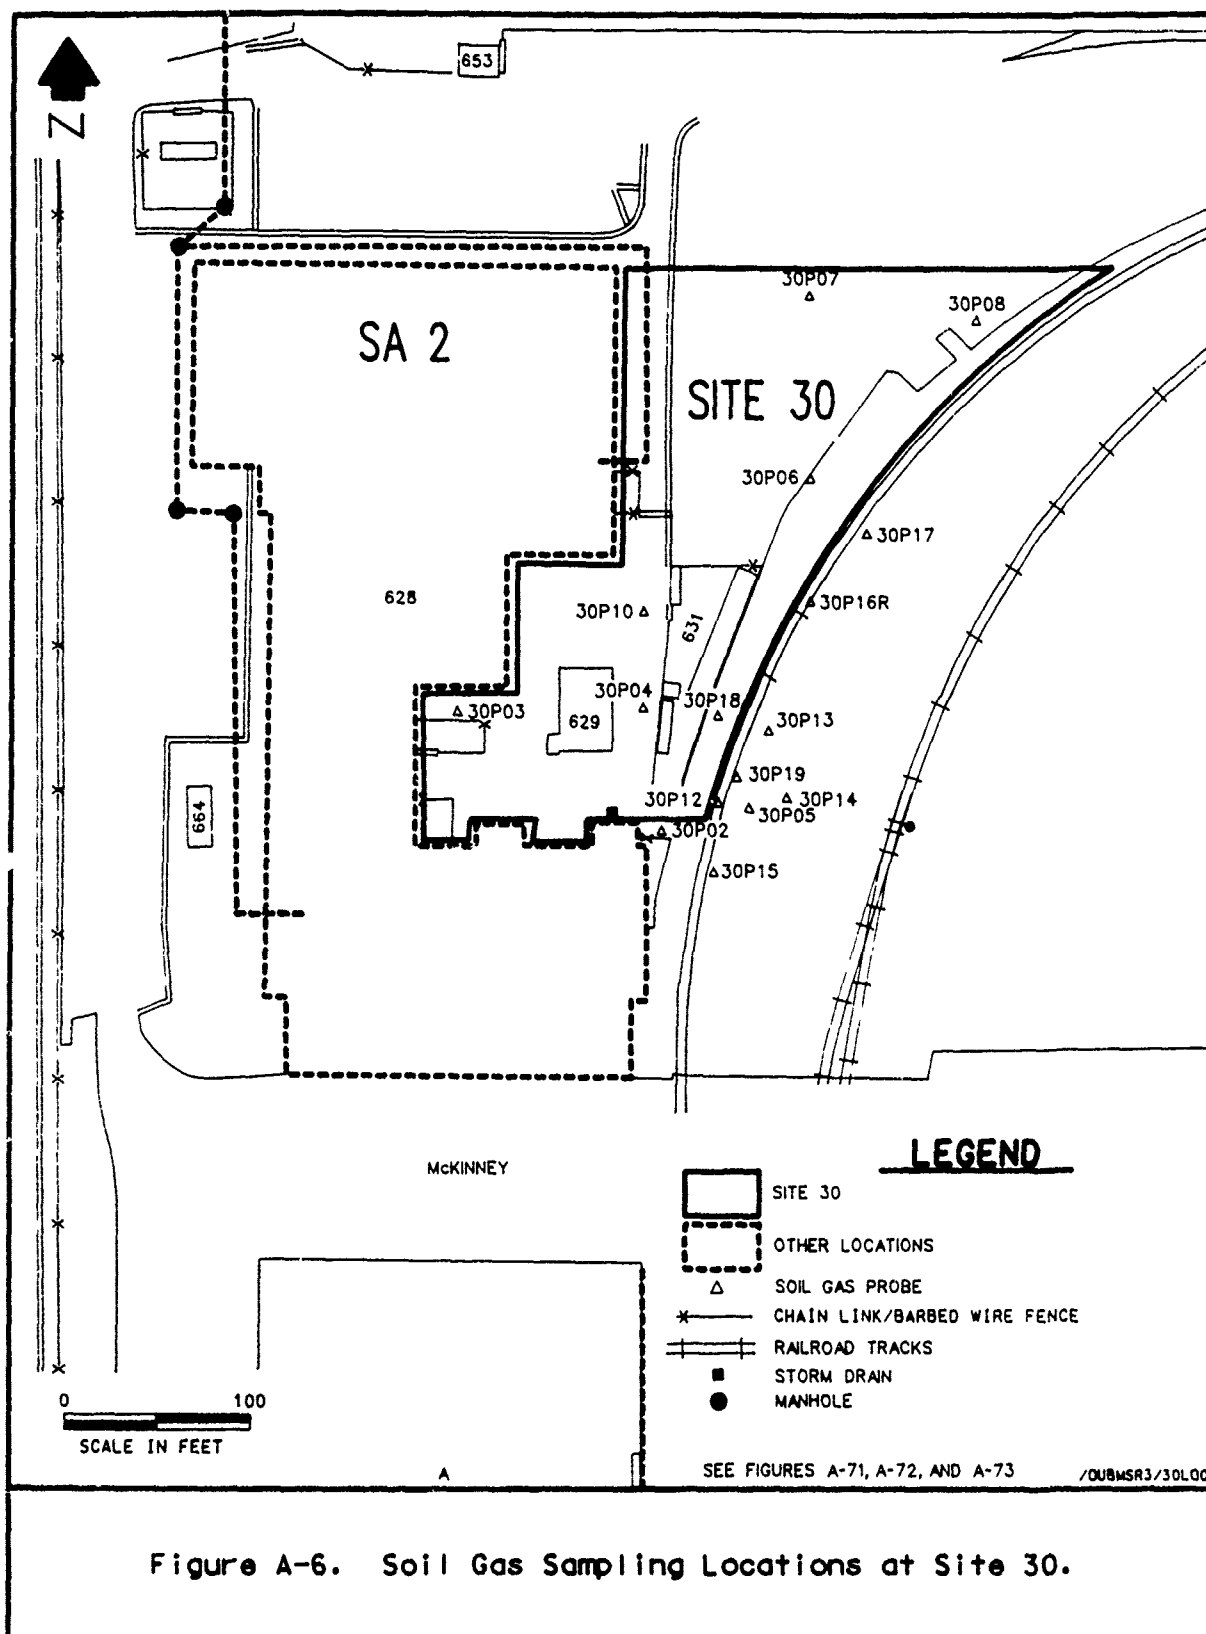 653
N
30P07
30P08
SA 2
SITE 30
30P06
30P17
628
30P10
30P16R
631
30P04
30P18
30P03
629
30P13
30P19
30P12
30P14
30P05
664
30P02
30P15
LEGEND
McKINNEY
SITE 30
OTHER LOCATIONS
SOIL GAS PROBE
CHAIN LINK/BARBED WIRE FENCE
RAILROAD TRACKS
STORM DRAIN
MANHOLE
0 100
SCALE IN FEET
A
SEE FIGURES A-71, A-72, AND A-73
Figure A-6. Soil Gas Sampling Locations at Site 30.